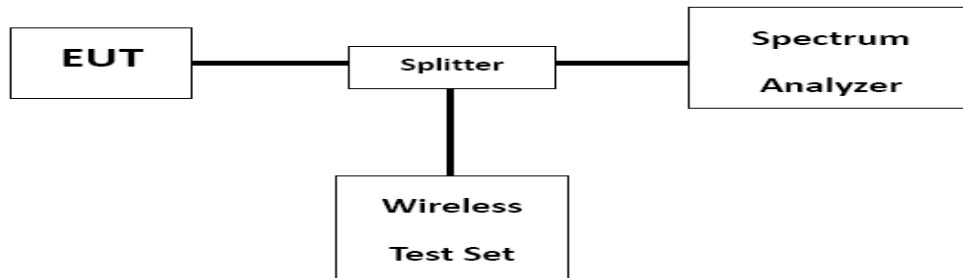 EUT
Splitter
Spectrum
Analyzer
Wireless
Test Set